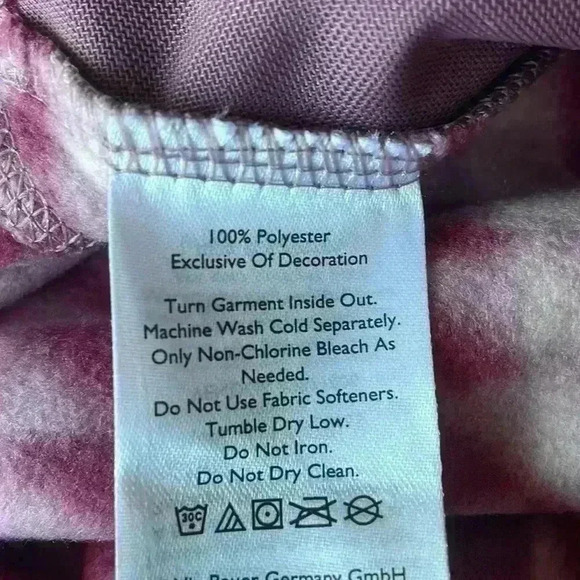 100% Polyester
Exclusive Of Decoration
Turn Garment Inside Out.
Machine Wash Cold Separately.
Only Non-Chlorine Bleach As
Needed.
Do Not Use Fabric Softeners.
Tumble Dry Low.
Do Not Iron.
Do Not Dry Clean.
30C
Germany GmbH